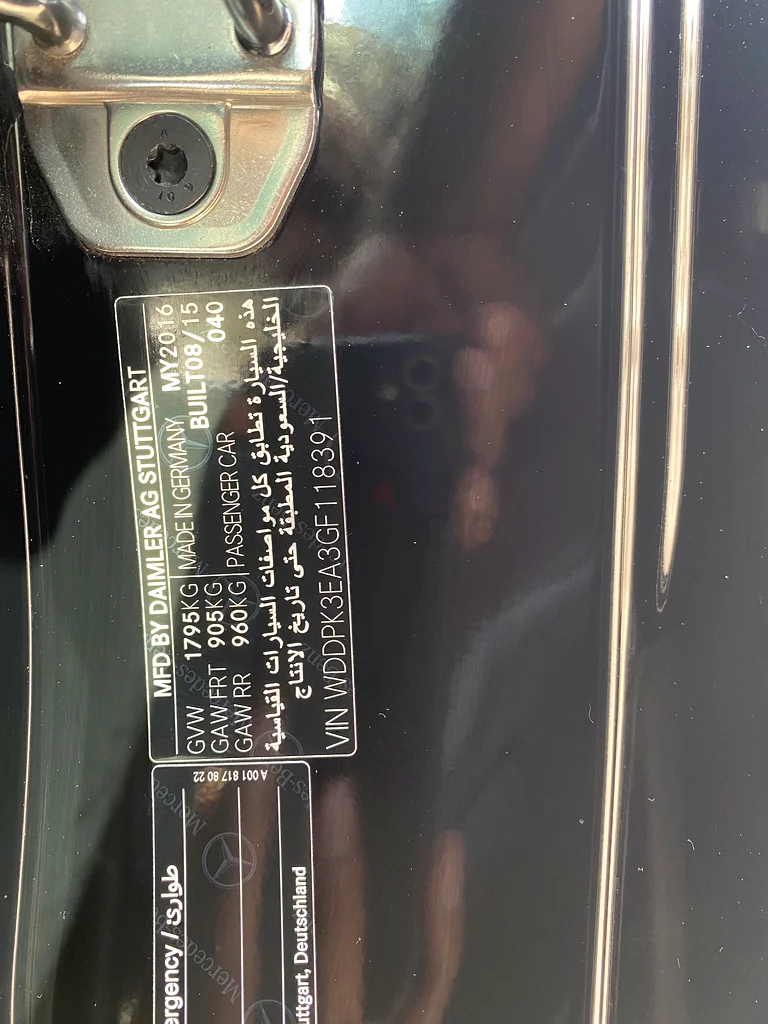 MFD BY DAIMLER AG STUTTGART
GVW 1795KG MADE IN GERMANY MY2016
GAW FRT 905KG BUILT08/15
GAW RR 960KG PASSENGER CAR 040
هذه السيارة تطابق كل مواصفات السيارات القياسية
الخليجية/السعودية المطبقة حتى تاريخ الانتاج
VIN WDDPK3EA3GF118391
A 001 817 80 22
ergency / طوارئ
uttgart, Deutschland